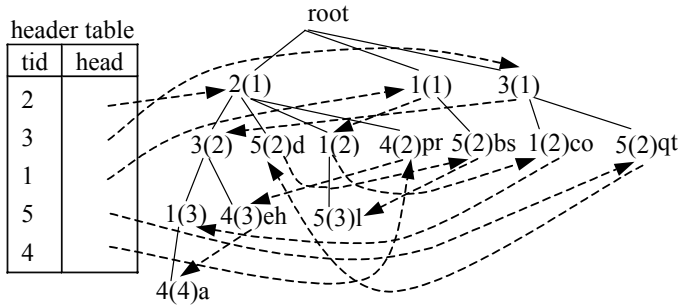 root
header table
tid head
2
3
1
5
4
2(1) 1(1) 3(1)
3(2) 5(2)d 1(2) 4(2)pr 5(2)bs 1(2)co 5(2)qt
1(3) 4(3)eh 5(3)l
4(4)a